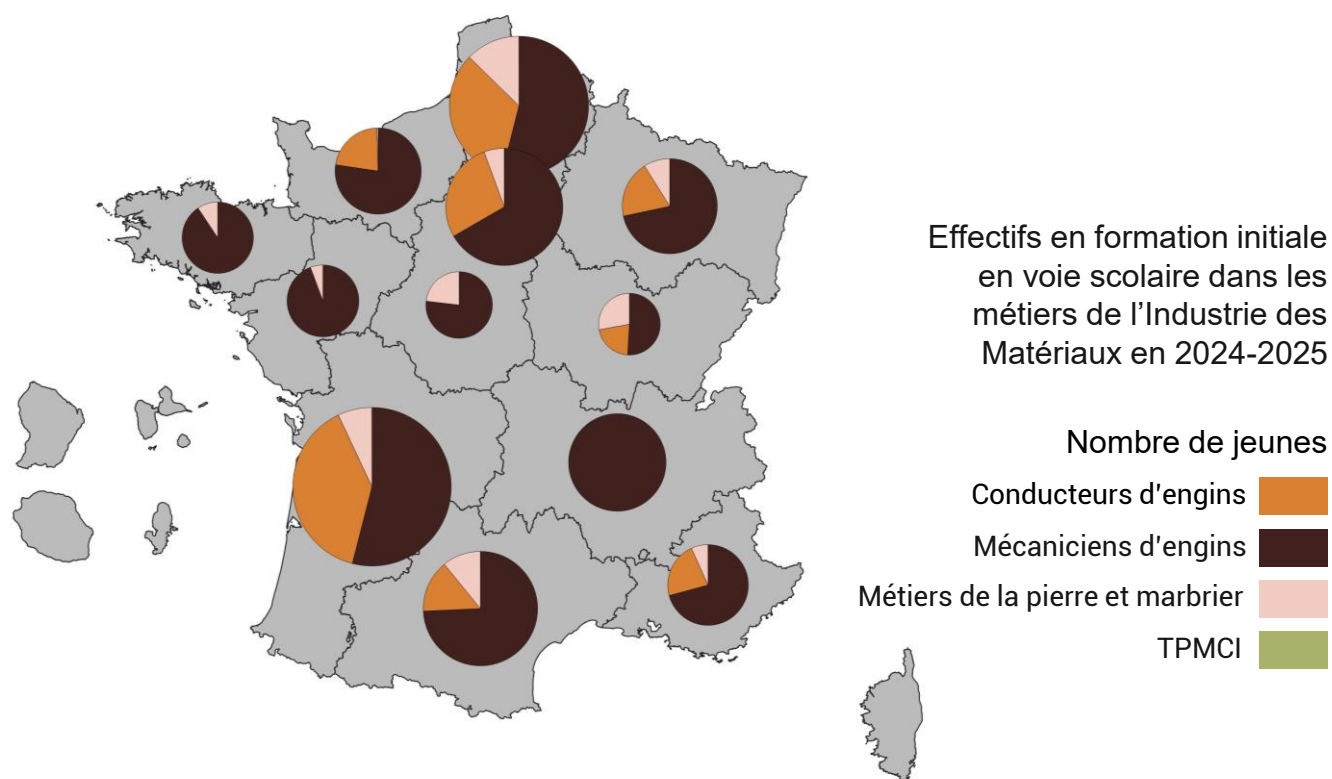 Effectifs en formation initiale
en voie scolaire dans les
métiers de l’Industrie des
Matériaux en 2024-2025
Nombre de jeunes
Conducteurs d'engins
Mécaniciens d'engins
Métiers de la pierre et marbrier
TPMCI